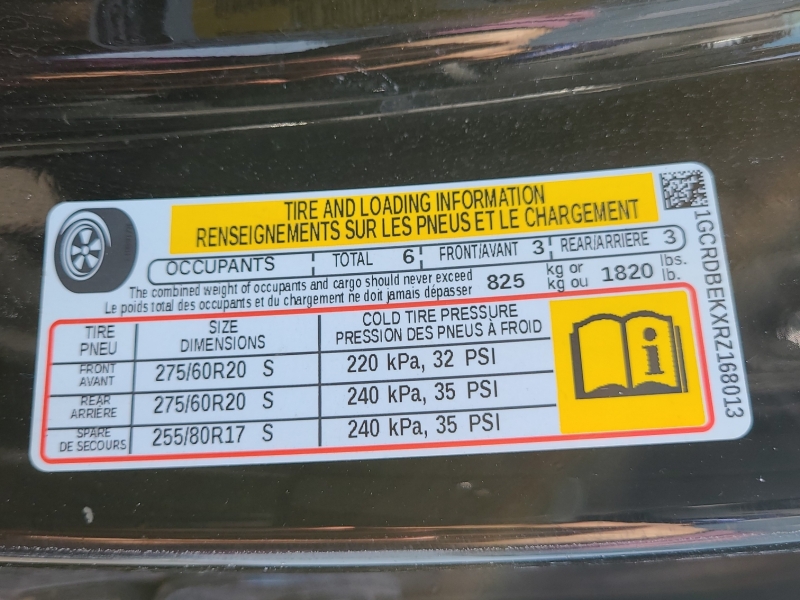 TIRE AND LOADING INFORMATION
RENSEIGNEMENTS SUR LES PNEUS ET LE CHARGEMENT
OCCUPANTS TOTAL 6 FRONT/AVANT 3 REAR/ARRIÈRE 3
The combined weight of occupants and cargo should never exceed
Le poids total des occupants et du chargement ne doit jamais dépasser
825 kg or kg ou 1820 lbs. lb.
TIRE PNEU SIZE DIMENSIONS COLD TIRE PRESSURE PRESSION DES PNEUS À FROID
FRONT AVANT 275/60R20 S 220 kPa, 32 PSI
REAR ARRIÈRE 275/60R20 S 240 kPa, 35 PSI
SPARE DE SECOURS 255/80R17 S 240 kPa, 35 PSI
i
1GCRDBEKXRZ168013